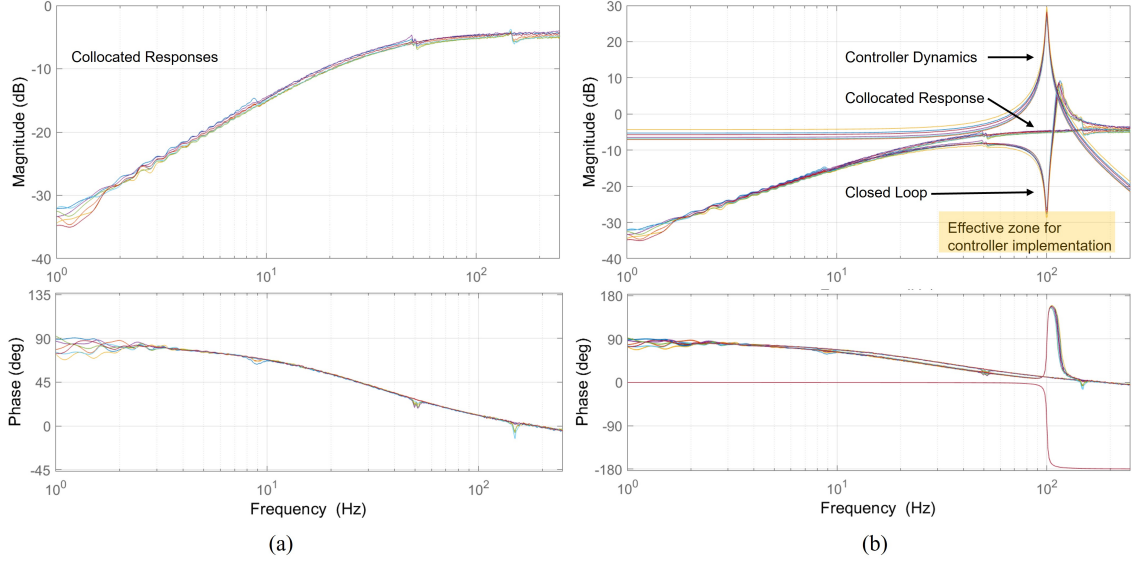 Collocated Responses
Magnitude (dB)
0
-10
-20
-30
-40
10^0
10^1
10^2
Phase (deg)
135
90
45
0
-45
10^0
10^1
10^2
Frequency (Hz)
(a)
Magnitude (dB)
30
20
10
0
-10
-20
-30
-40
Controller Dynamics
Collocated Response
Closed Loop
Effective zone for
controller implementation
10^0
10^1
10^2
Phase (deg)
180
90
0
-90
-180
10^0
10^1
10^2
Frequency (Hz)
(b)